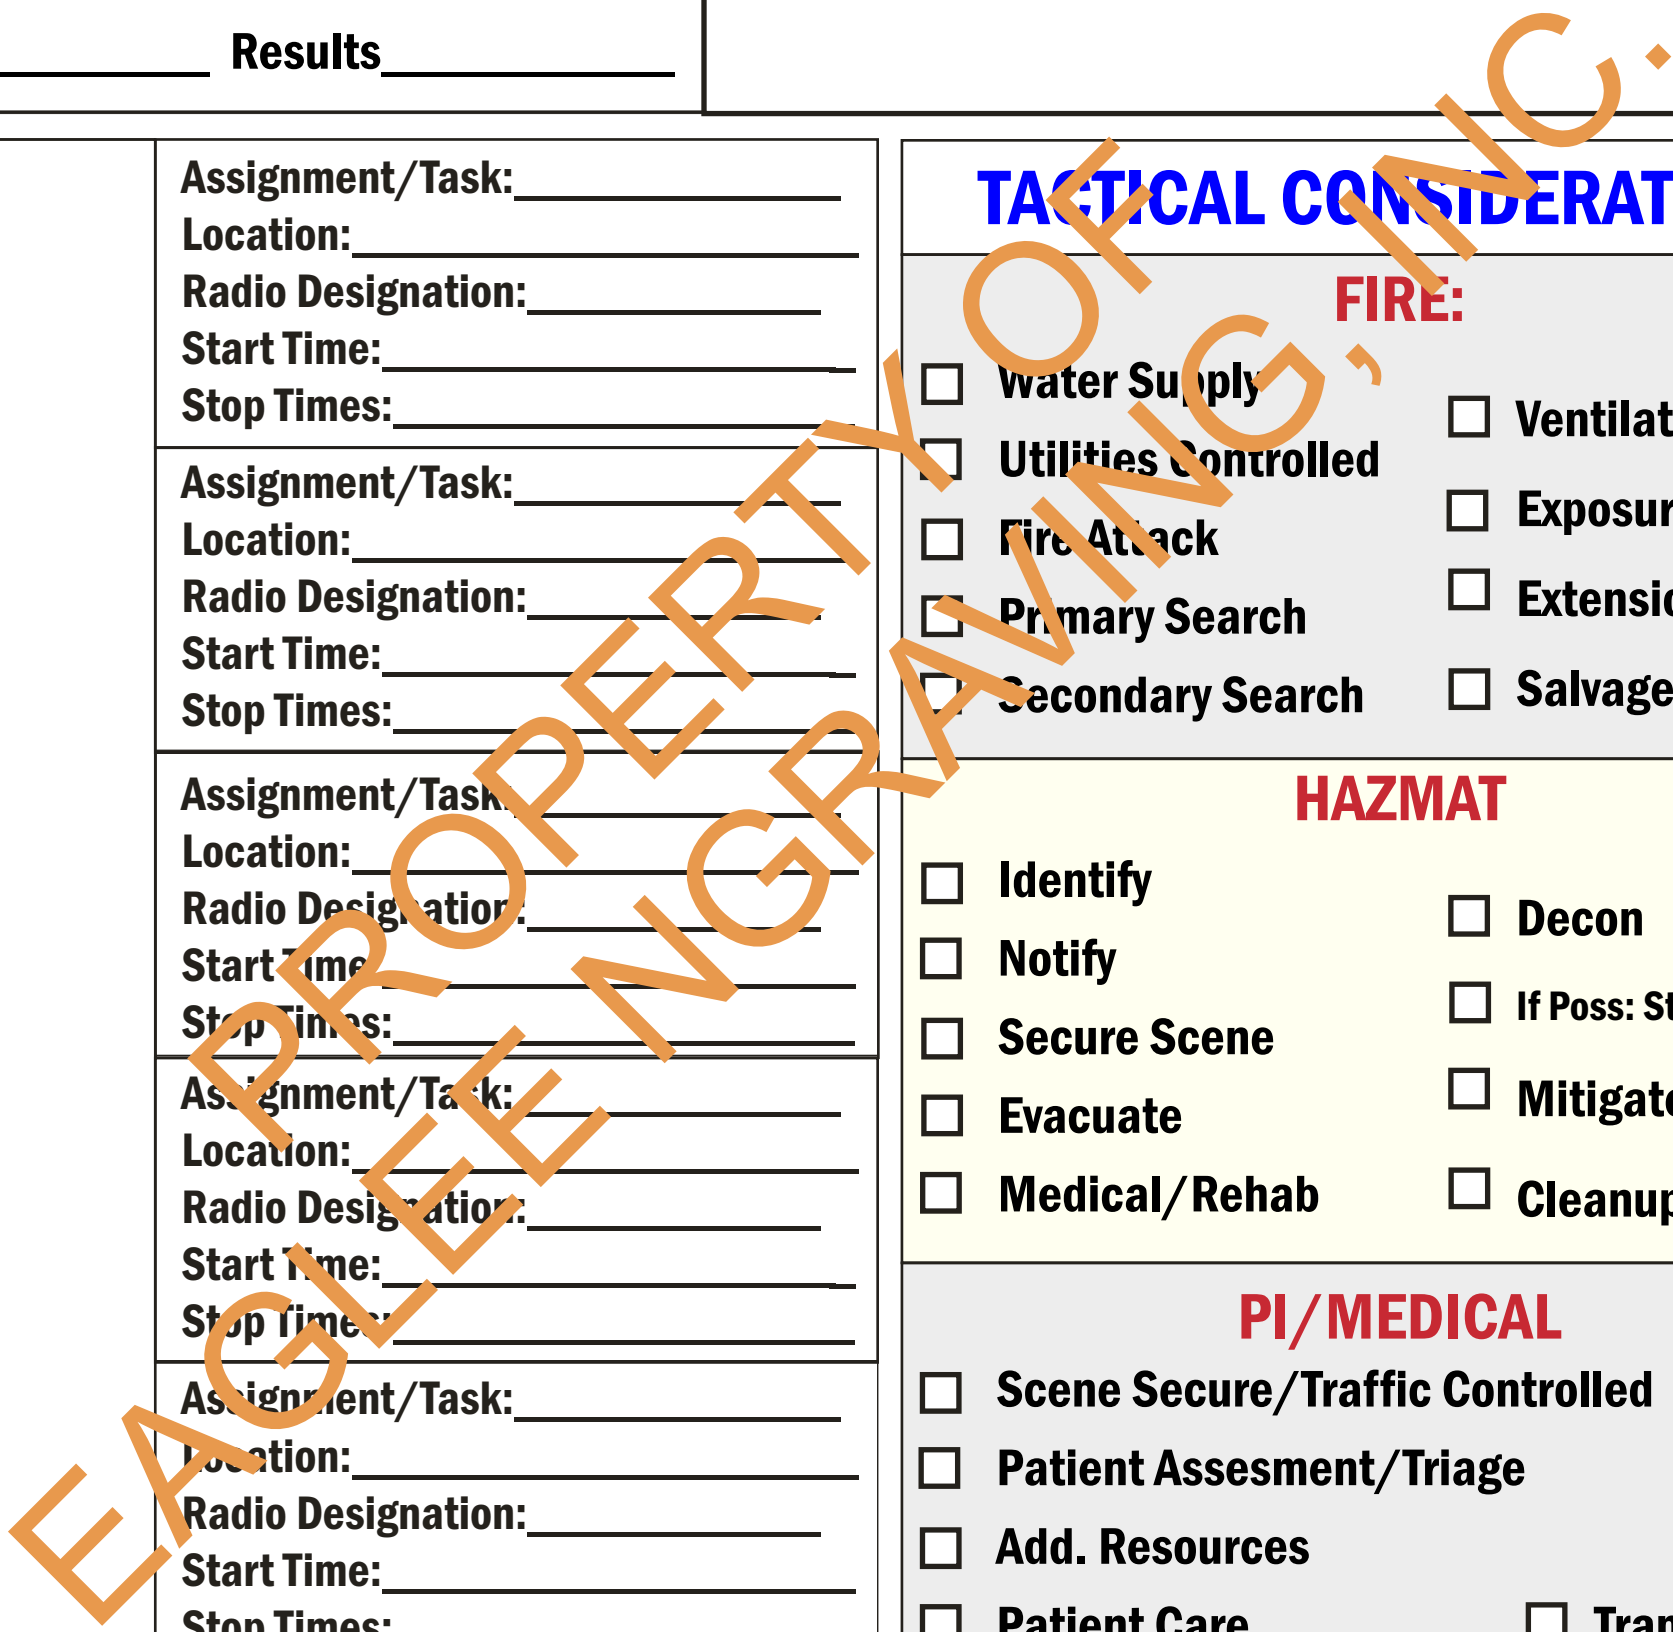 Results
Assignment/Task:
Location:
Radio Designation:
Start Time:
Stop Times:
Assignment/Task:
Location:
Radio Designation:
Start Time:
Stop Times:
Assignment/Task:
Location:
Radio Designation:
Start Time:
Stop Times:
Assignment/Task:
Location:
Radio Designation:
Start Time:
Stop Times:
Assignment/Task:
Location:
Radio Designation:
Start Time:
Stop Times:
TACTICAL CONSIDERAT
FIRE:
Water Supply
Utilities Controlled
Fire Attack
Primary Search
Secondary Search
Ventilat
Exposur
Extensio
Salvage
HAZMAT
Identify
Notify
Secure Scene
Evacuate
Medical/Rehab
Decon
If Poss: St
Mitigate
Cleanup
PI/MEDICAL
Scene Secure/Traffic Controlled
Patient Assesment/Triage
Add. Resources
Patient Care
Tran
PROPERTY OF
EAGLE ENGRAVING, INC.